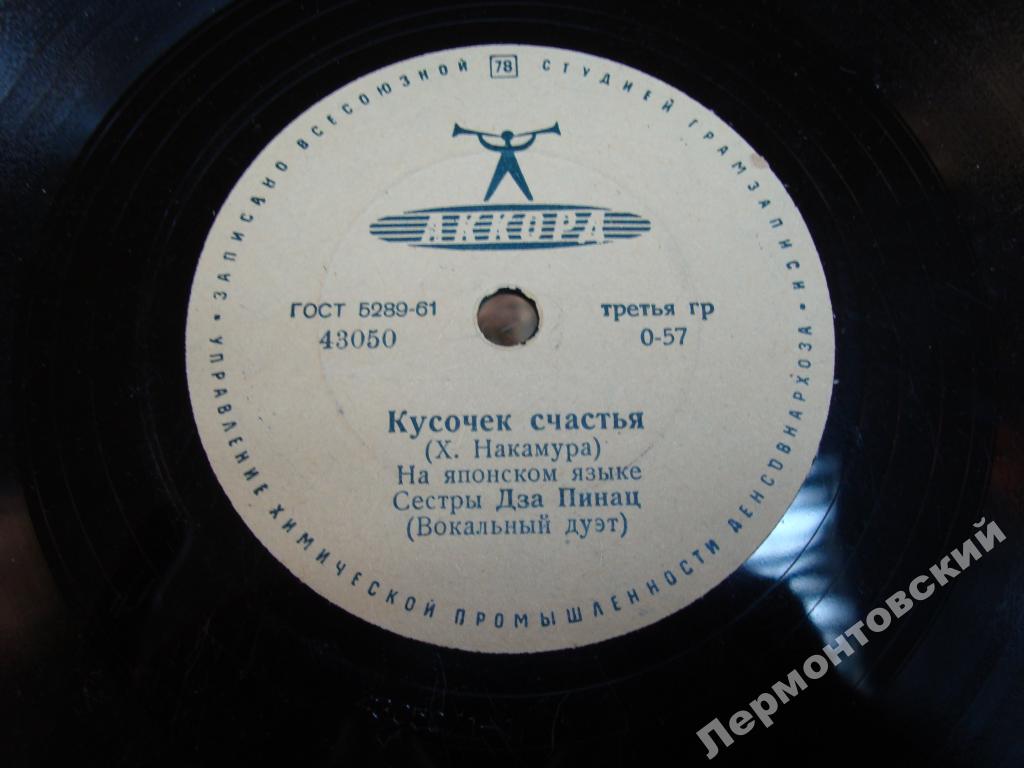 ЗАПИСАНО ВСЕСОЮЗНОЙ 78 СТУДИЕЙ ГРАМЗАПИСИ
АККОРД
ГОСТ 5289-61
третья гр
43050
0-57
Кусочек счастья
(Х. Накамура)
На японском языке
Сестры Дза Пинац
(Вокальный дуэт)
УПРАВЛЕНИЕ ХИМИЧЕСКОЙ ПРОМЫШЛЕННОСТИ ЛЕНСОВНАРХОЗА
Лермонтовский